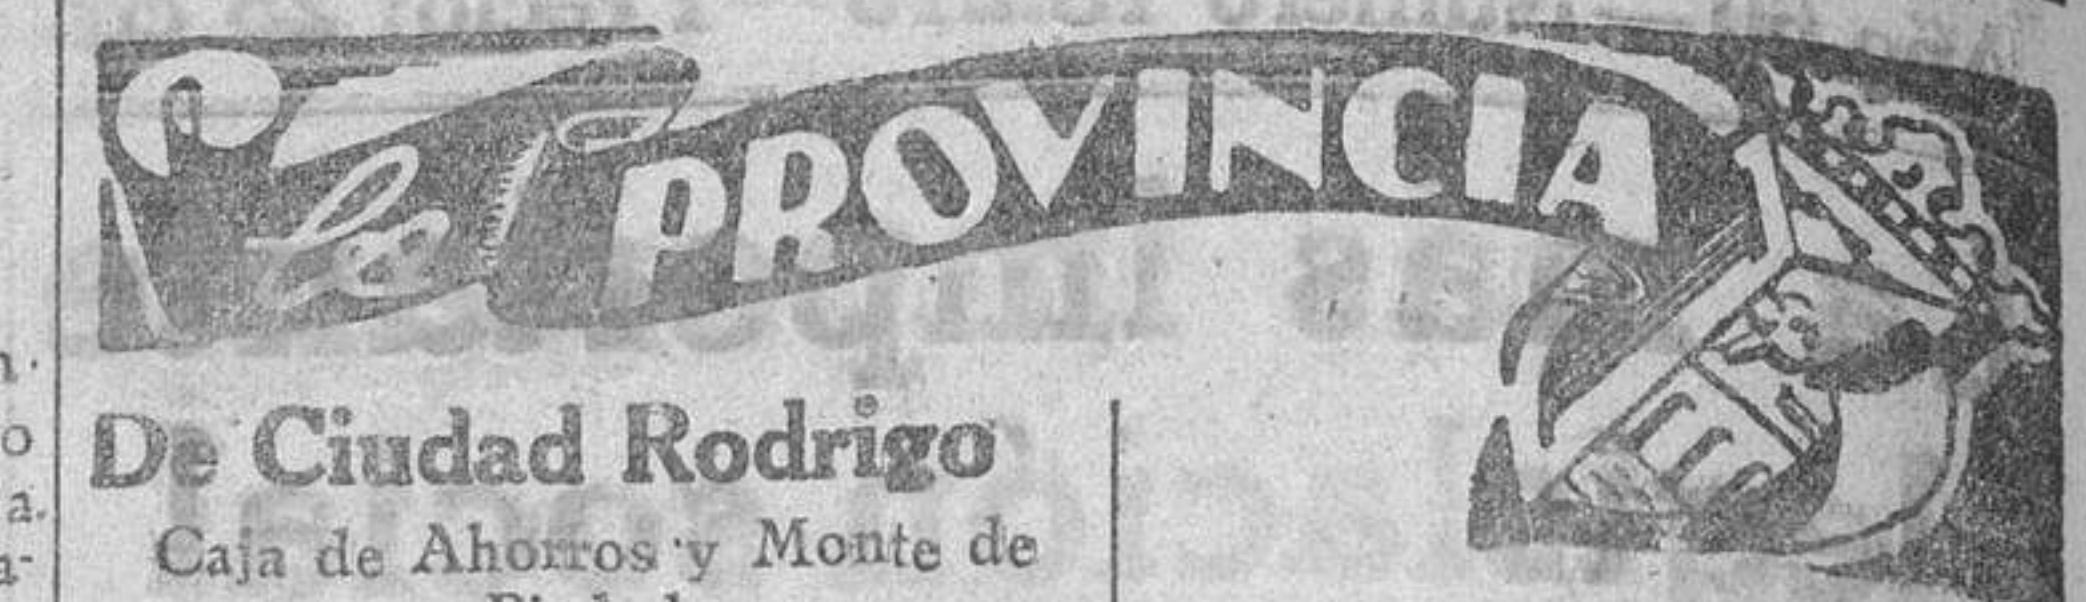 la PROVINCIA
De Ciudad Rodrigo
Caja de Ahorros y Monte de